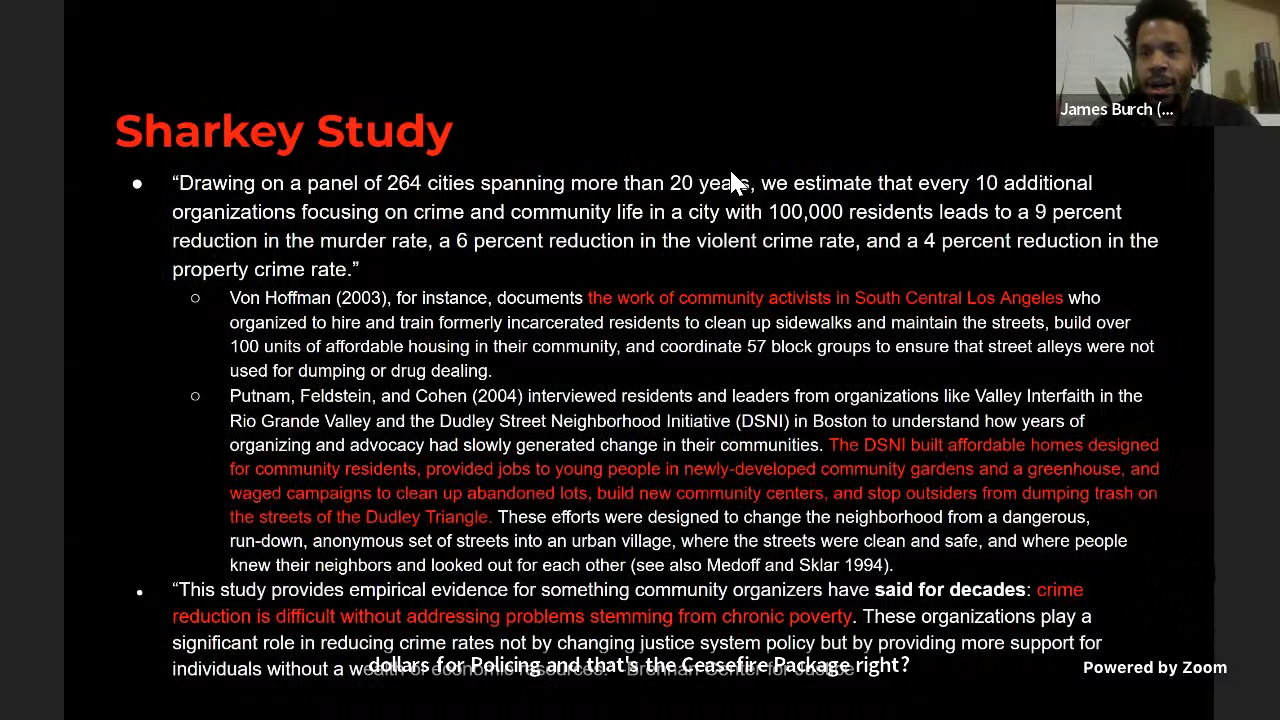 James Burch (...
Sharkey Study
● “Drawing on a panel of 264 cities spanning more than 20 years, we estimate that every 10 additional
organizations focusing on crime and community life in a city with 100,000 residents leads to a 9 percent
reduction in the murder rate, a 6 percent reduction in the violent crime rate, and a 4 percent reduction in the
property crime rate.”
○ Von Hoffman (2003), for instance, documents the work of community activists in South Central Los Angeles who
organized to hire and train formerly incarcerated residents to clean up sidewalks and maintain the streets, build over
100 units of affordable housing in their community, and coordinate 57 block groups to ensure that street alleys were not
used for dumping or drug dealing.
○ Putnam, Feldstein, and Cohen (2004) interviewed residents and leaders from organizations like Valley Interfaith in the
Rio Grande Valley and the Dudley Street Neighborhood Initiative (DSNI) in Boston to understand how years of
organizing and advocacy had slowly generated change in their communities. The DSNI built affordable homes designed
for community residents, provided jobs to young people in newly-developed community gardens and a greenhouse, and
waged campaigns to clean up abandoned lots, build new community centers, and stop outsiders from dumping trash on
the streets of the Dudley Triangle. These efforts were designed to change the neighborhood from a dangerous,
run-down, anonymous set of streets into an urban village, where the streets were clean and safe, and where people
knew their neighbors and looked out for each other (see also Medoff and Sklar 1994).
● “This study provides empirical evidence for something community organizers have said for decades: crime
reduction is difficult without addressing problems stemming from chronic poverty. These organizations play a
significant role in reducing crime rates not by changing justice system policy but by providing more support for
individuals without a wealth of economic resources.” Brennan Center for Justice
dollars for Policing and that's the Ceasefire Package right?
Powered by Zoom